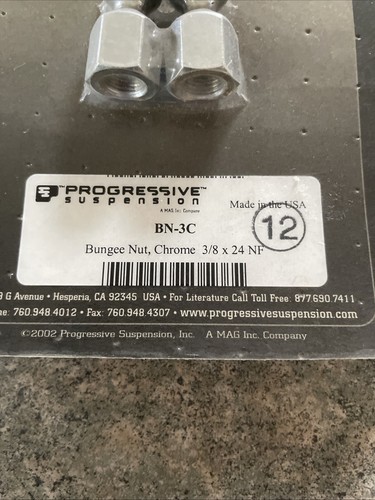 PROGRESSIVE™
suspension
A MAG Inc. Company
Made in the USA
BN-3C
12
Bungee Nut, Chrome 3/8 x 24 NF
G Avenue • Hesperia, CA 92345 USA • For Literature Call Toll Free: 877.690.7411
ne: 760.948.4012 • Fax: 760.948.4307 • www.progressivesuspension.com
©2002 Progressive Suspension, Inc. A MAG Inc. Company